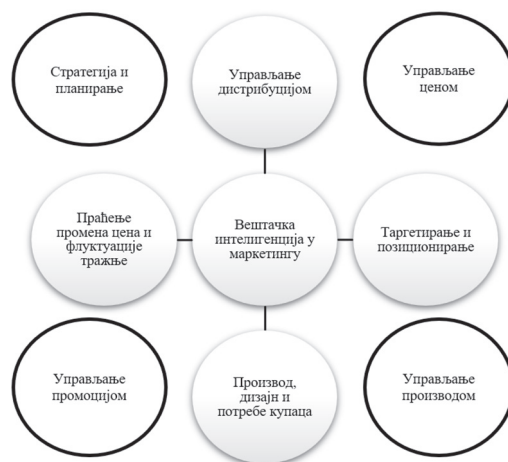 Стратегија и
планирање
Управљање
дистрибуцијом
Управљање
ценом
Праћење
промена цена и
флуктуације
тражње
Вештачка
интелигенција у
маркетингу
Таргетирање и
позиционирање
Управљање
промоцијом
Производ,
дизајн и
потребе купаца
Управљање
производом